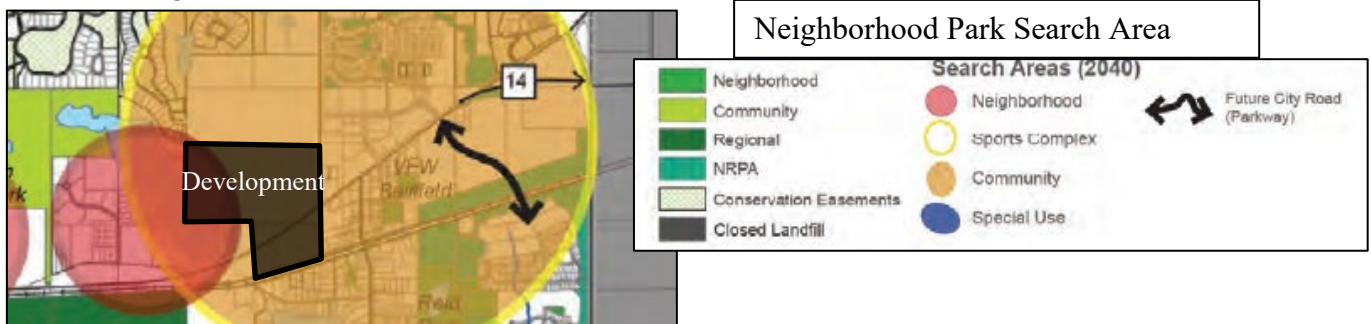 Neighborhood Park Search Area
14
Development
VFW
Ballfield
Neighborhood
Community
Regional
NRPA
Conservation Easements
Closed Landfill
Search Areas (2040)
Neighborhood
Sports Complex
Community
Special Use
Future City Road
(Parkway)